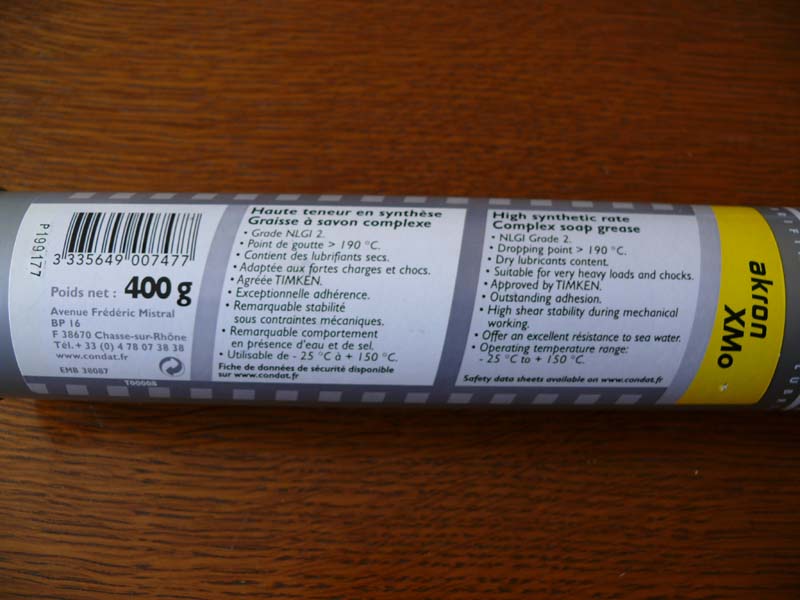 P199177
3 335649 007477
Poids net : 400 g
Avenue Frédéric Mistral
BP 16
F 38670 Chasse-sur-Rhône
Tél. + 33 (0) 4 78 07 38 38
www.condat.fr
EMB 38087
T00008
Haute teneur en synthèse
Graisse à savon complexe
• Grade NLGI 2.
• Point de goutte > 190 °C.
• Contient des lubrifiants secs.
• Adaptée aux fortes charges et chocs.
• Agréée TIMKEN.
• Exceptionnelle adhérence.
• Remarquable stabilité
sous contraintes mécaniques.
• Remarquable comportement
en présence d'eau et de sel.
• Utilisable de - 25 °C à + 150 °C.
Fiche de données de sécurité disponible
sur www.condat.fr
High synthetic rate
Complex soap grease
• NLGI Grade 2.
• Dropping point > 190 °C.
• Dry lubricants content.
• Suitable for very heavy loads and chocks.
• Approved by TIMKEN.
• Outstanding adhesion.
• High shear stability during mechanical
working.
• Offer an excellent resistance to sea water.
• Operating temperature range:
- 25 °C to + 150 °C.
Safety data sheets available on www.condat.fr
akron
XMo